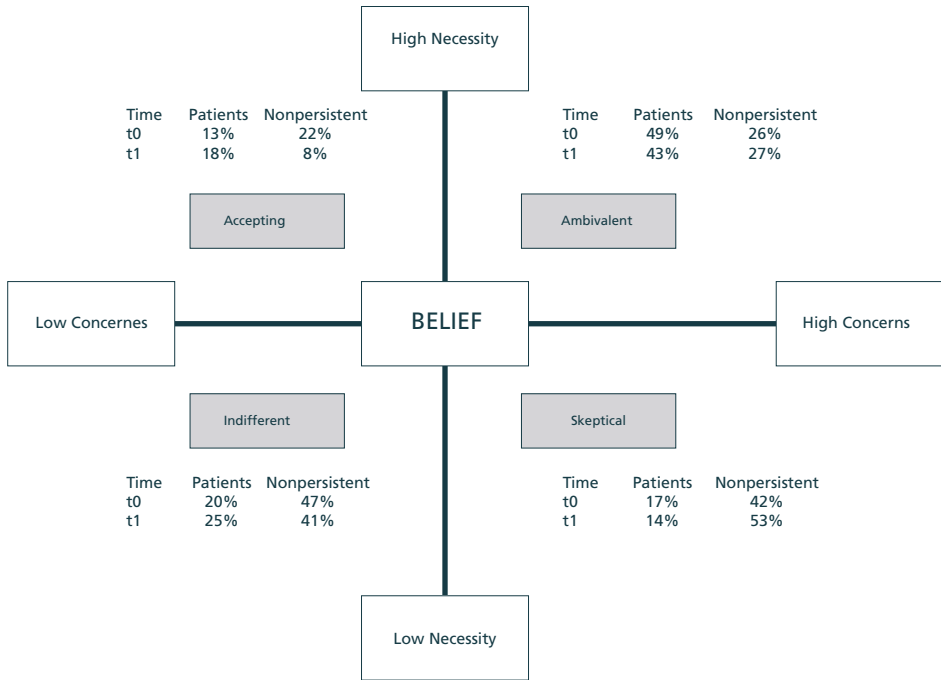 High Necessity
Time Patients Nonpersistent
t0 13% 22%
t1 18% 8%
Time Patients Nonpersistent
t0 49% 26%
t1 43% 27%
Accepting
Ambivalent
Low Concernes
BELIEF
High Concerns
Indifferent
Skeptical
Time Patients Nonpersistent
t0 20% 47%
t1 25% 41%
Time Patients Nonpersistent
t0 17% 42%
t1 14% 53%
Low Necessity